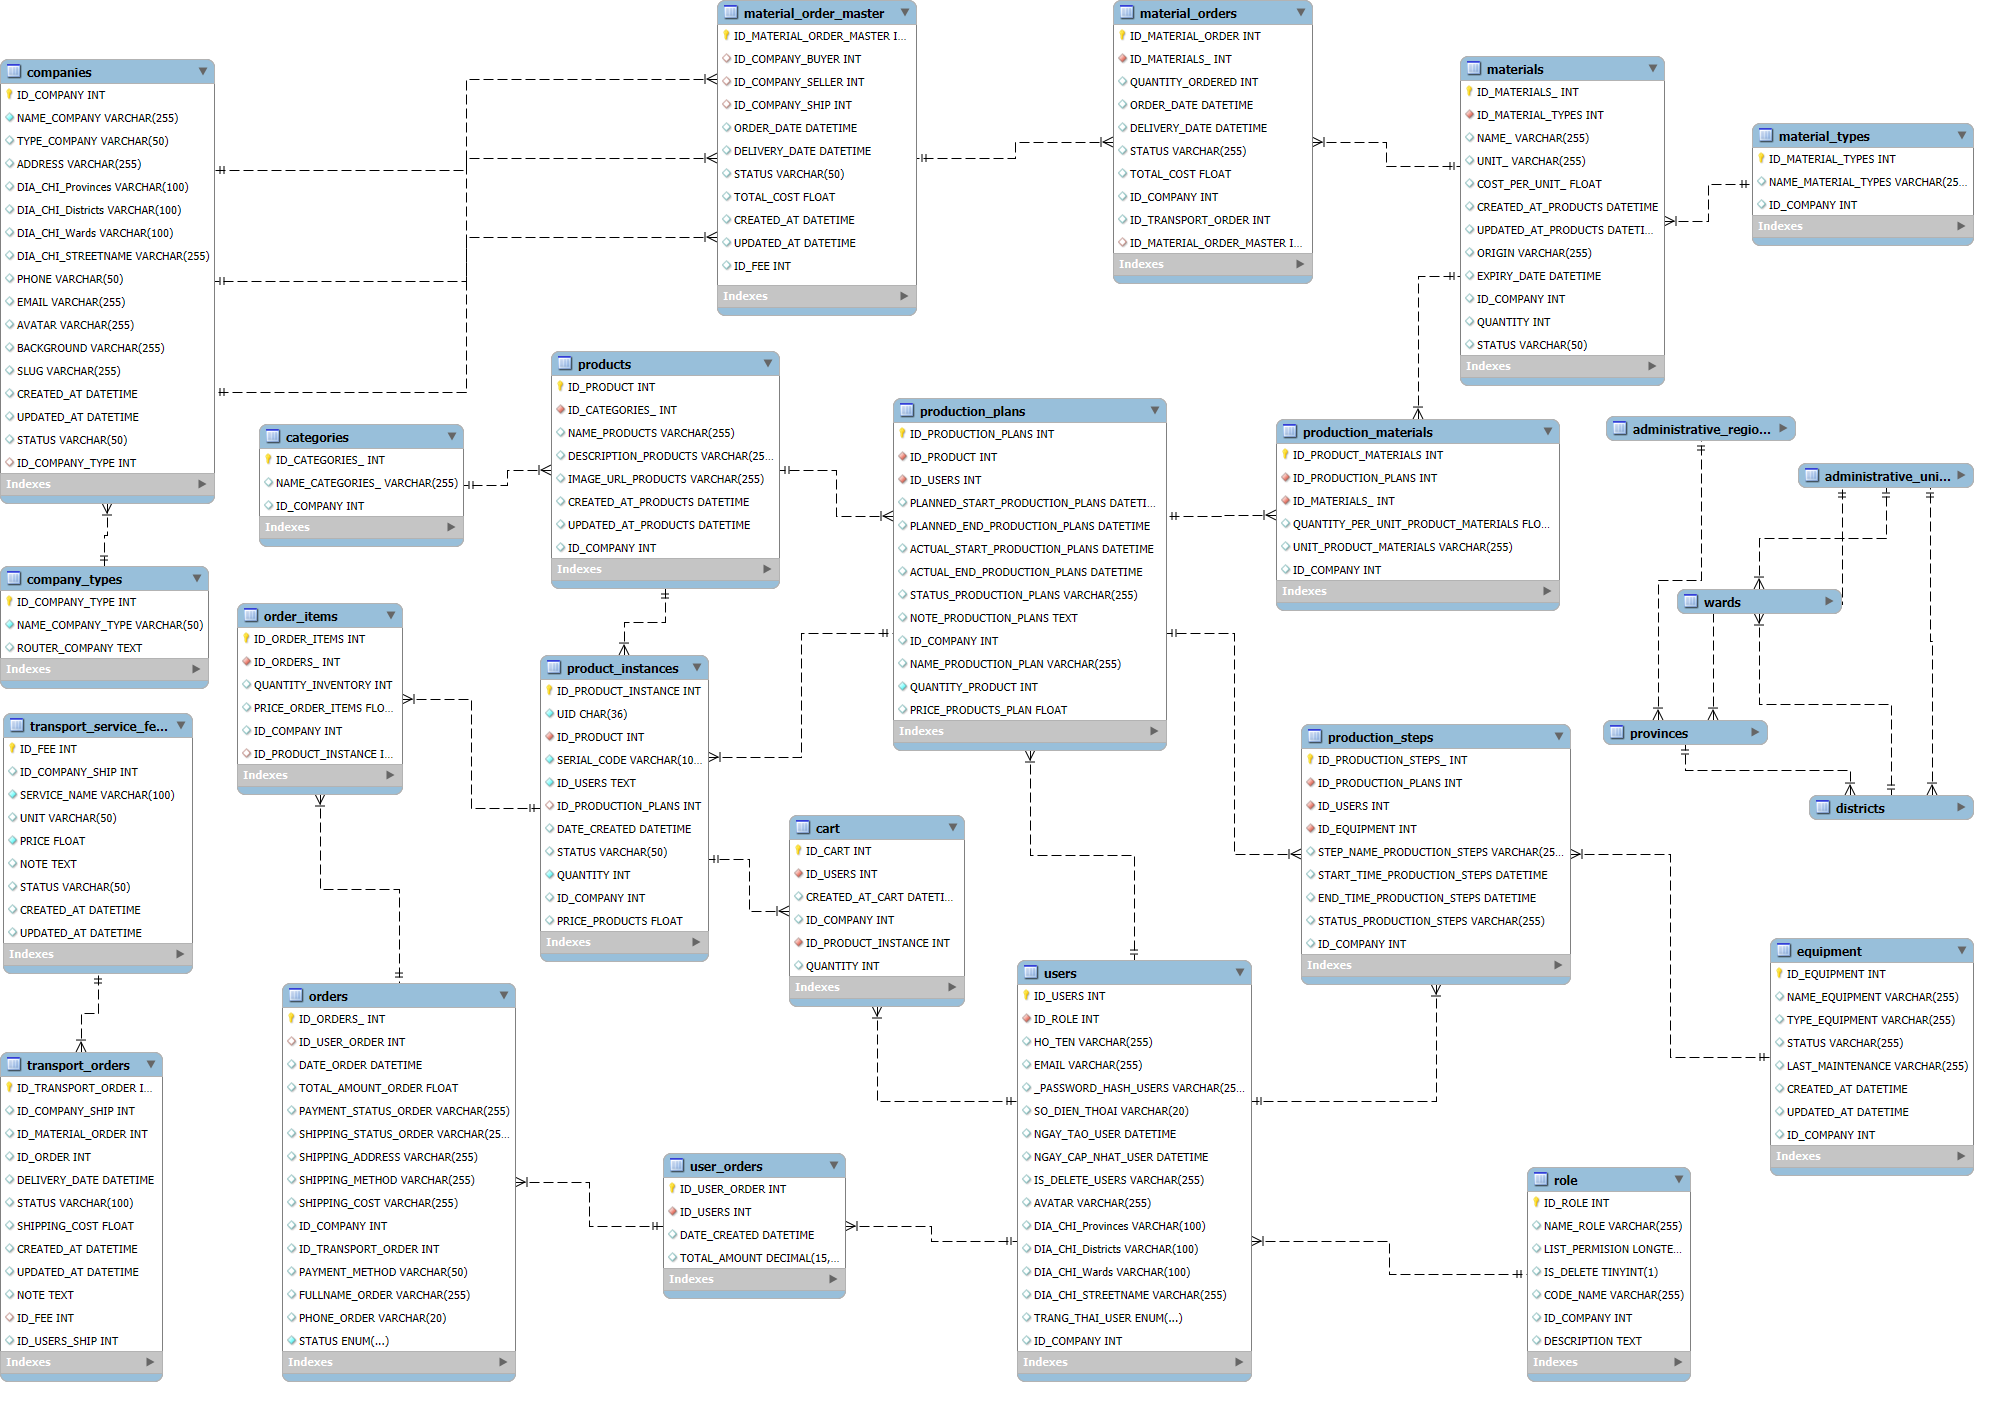 material_order_master
ID_MATERIAL_ORDER_MASTER I...
ID_COMPANY_BUYER INT
ID_COMPANY_SELLER INT
ID_COMPANY_SHIP INT
ORDER_DATE DATETIME
DELIVERY_DATE DATETIME
STATUS VARCHAR(50)
TOTAL_COST FLOAT
CREATED_AT DATETIME
UPDATED_AT DATETIME
ID_FEE INT
Indexes
material_orders
ID_MATERIAL_ORDER INT
ID_MATERIALS_ INT
QUANTITY_ORDERED INT
ORDER_DATE DATETIME
DELIVERY_DATE DATETIME
STATUS VARCHAR(255)
TOTAL_COST FLOAT
ID_COMPANY INT
ID_TRANSPORT_ORDER INT
ID_MATERIAL_ORDER_MASTER I...
Indexes
companies
ID_COMPANY INT
NAME_COMPANY VARCHAR(255)
TYPE_COMPANY VARCHAR(50)
ADDRESS VARCHAR(255)
DIA_CHI_Provinces VARCHAR(100)
DIA_CHI_Districts VARCHAR(100)
DIA_CHI_Wards VARCHAR(100)
DIA_CHI_STREETNAME VARCHAR(255)
PHONE VARCHAR(50)
EMAIL VARCHAR(255)
AVATAR VARCHAR(255)
BACKGROUND VARCHAR(255)
SLUG VARCHAR(255)
CREATED_AT DATETIME
UPDATED_AT DATETIME
STATUS VARCHAR(50)
ID_COMPANY_TYPE INT
Indexes
materials
ID_MATERIALS_ INT
ID_MATERIAL_TYPES INT
NAME_ VARCHAR(255)
UNIT_ VARCHAR(255)
COST_PER_UNIT_ FLOAT
CREATED_AT_PRODUCTS DATETIME
UPDATED_AT_PRODUCTS DATETI...
ORIGIN VARCHAR(255)
EXPIRY_DATE DATETIME
ID_COMPANY INT
QUANTITY INT
STATUS VARCHAR(50)
Indexes
material_types
ID_MATERIAL_TYPES INT
NAME_MATERIAL_TYPES VARCHAR(25...
ID_COMPANY INT
Indexes
products
ID_PRODUCT INT
ID_CATEGORIES_ INT
NAME_PRODUCTS VARCHAR(255)
DESCRIPTION_PRODUCTS VARCHAR(25...
IMAGE_URL_PRODUCTS VARCHAR(255)
CREATED_AT_PRODUCTS DATETIME
UPDATED_AT_PRODUCTS DATETIME
ID_COMPANY INT
Indexes
categories
ID_CATEGORIES_ INT
NAME_CATEGORIES_ VARCHAR(255)
ID_COMPANY INT
Indexes
production_plans
ID_PRODUCTION_PLANS INT
ID_PRODUCT INT
ID_USERS INT
PLANNED_START_PRODUCTION_PLANS DATETI...
PLANNED_END_PRODUCTION_PLANS DATETIME
ACTUAL_START_PRODUCTION_PLANS DATETIME
ACTUAL_END_PRODUCTION_PLANS DATETIME
STATUS_PRODUCTION_PLANS VARCHAR(255)
NOTE_PRODUCTION_PLANS TEXT
ID_COMPANY INT
NAME_PRODUCTION_PLAN VARCHAR(255)
QUANTITY_PRODUCT INT
PRICE_PRODUCTS_PLAN FLOAT
Indexes
production_materials
ID_PRODUCT_MATERIALS INT
ID_PRODUCTION_PLANS INT
ID_MATERIALS_ INT
QUANTITY_PER_UNIT_PRODUCT_MATERIALS FLO...
UNIT_PRODUCT_MATERIALS VARCHAR(255)
ID_COMPANY INT
Indexes
administrative_regio...
administrative_uni...
wards
provinces
districts
company_types
ID_COMPANY_TYPE INT
NAME_COMPANY_TYPE VARCHAR(50)
ROUTER_COMPANY TEXT
Indexes
order_items
ID_ORDER_ITEMS INT
ID_ORDERS_ INT
QUANTITY_INVENTORY INT
PRICE_ORDER_ITEMS FLO...
ID_COMPANY INT
ID_PRODUCT_INSTANCE I...
Indexes
product_instances
ID_PRODUCT_INSTANCE INT
UID CHAR(36)
ID_PRODUCT INT
SERIAL_CODE VARCHAR(10...
ID_USERS TEXT
ID_PRODUCTION_PLANS INT
DATE_CREATED DATETIME
STATUS VARCHAR(50)
QUANTITY INT
ID_COMPANY INT
PRICE_PRODUCTS FLOAT
Indexes
transport_service_fe...
ID_FEE INT
ID_COMPANY_SHIP INT
SERVICE_NAME VARCHAR(100)
UNIT VARCHAR(50)
PRICE FLOAT
NOTE TEXT
STATUS VARCHAR(50)
CREATED_AT DATETIME
UPDATED_AT DATETIME
Indexes
production_steps
ID_PRODUCTION_STEPS_ INT
ID_PRODUCTION_PLANS INT
ID_USERS INT
ID_EQUIPMENT INT
STEP_NAME_PRODUCTION_STEPS VARCHAR(25...
START_TIME_PRODUCTION_STEPS DATETIME
END_TIME_PRODUCTION_STEPS DATETIME
STATUS_PRODUCTION_STEPS VARCHAR(255)
ID_COMPANY INT
Indexes
cart
ID_CART INT
ID_USERS INT
CREATED_AT_CART DATETI...
ID_COMPANY INT
ID_PRODUCT_INSTANCE INT
QUANTITY INT
Indexes
equipment
ID_EQUIPMENT INT
NAME_EQUIPMENT VARCHAR(255)
TYPE_EQUIPMENT VARCHAR(255)
STATUS VARCHAR(255)
LAST_MAINTENANCE VARCHAR(255)
CREATED_AT DATETIME
UPDATED_AT DATETIME
ID_COMPANY INT
Indexes
users
ID_USERS INT
ID_ROLE INT
HO_TEN VARCHAR(255)
EMAIL VARCHAR(255)
_PASSWORD_HASH_USERS VARCHAR(25...
SO_DIEN_THOAI VARCHAR(20)
NGAY_TAO_USER DATETIME
NGAY_CAP_NHAT_USER DATETIME
IS_DELETE_USERS VARCHAR(255)
AVATAR VARCHAR(255)
DIA_CHI_Provinces VARCHAR(100)
DIA_CHI_Districts VARCHAR(100)
DIA_CHI_Wards VARCHAR(100)
DIA_CHI_STREETNAME VARCHAR(255)
TRANG_THAI_USER ENUM(...)
ID_COMPANY INT
Indexes
orders
ID_ORDERS_ INT
ID_USER_ORDER INT
DATE_ORDER DATETIME
TOTAL_AMOUNT_ORDER FLOAT
PAYMENT_STATUS_ORDER VARCHAR(255)
SHIPPING_STATUS_ORDER VARCHAR(25...
SHIPPING_ADDRESS VARCHAR(255)
SHIPPING_METHOD VARCHAR(255)
SHIPPING_COST VARCHAR(255)
ID_COMPANY INT
ID_TRANSPORT_ORDER INT
PAYMENT_METHOD VARCHAR(50)
FULLNAME_ORDER VARCHAR(255)
PHONE_ORDER VARCHAR(20)
STATUS ENUM(...)
Indexes
transport_orders
ID_TRANSPORT_ORDER I...
ID_COMPANY_SHIP INT
ID_MATERIAL_ORDER INT
ID_ORDER INT
DELIVERY_DATE DATETIME
STATUS VARCHAR(100)
SHIPPING_COST FLOAT
CREATED_AT DATETIME
UPDATED_AT DATETIME
NOTE TEXT
ID_FEE INT
ID_USERS_SHIP INT
Indexes
user_orders
ID_USER_ORDER INT
ID_USERS INT
DATE_CREATED DATETIME
TOTAL_AMOUNT DECIMAL(15,...
Indexes
role
ID_ROLE INT
NAME_ROLE VARCHAR(255)
LIST_PERMISION LONGTE...
IS_DELETE TINYINT(1)
CODE_NAME VARCHAR(255)
ID_COMPANY INT
DESCRIPTION TEXT
Indexes